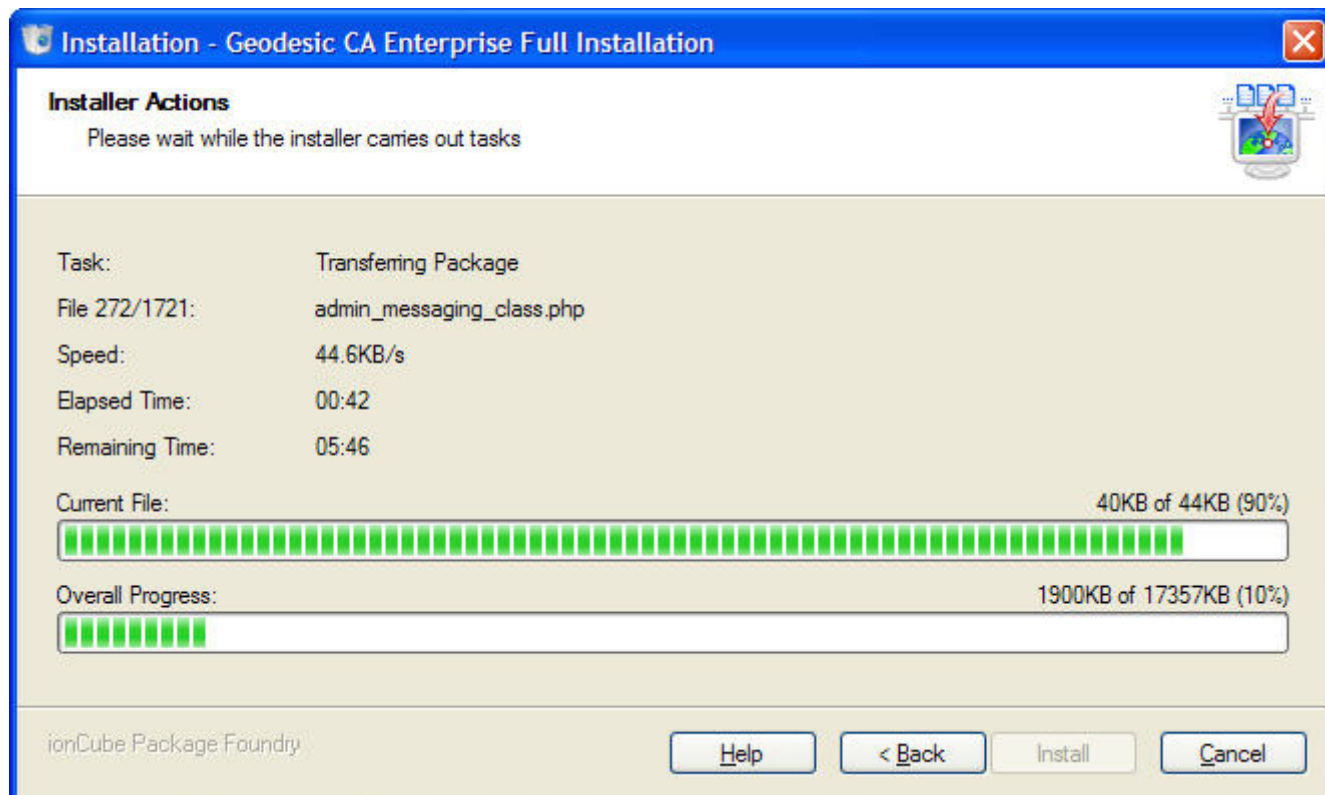 Installation - Geodesic CA Enterprise Full Installation
Installer Actions
Please wait while the installer carries out tasks
Task: Transferring Package
File 272/1721: admin_messaging_class.php
Speed: 44.6KB/s
Elapsed Time: 00:42
Remaining Time: 05:46
Current File: 40KB of 44KB (90%)
Overall Progress: 1900KB of 17357KB (10%)
ionCube Package Foundry Help < Back Install Cancel